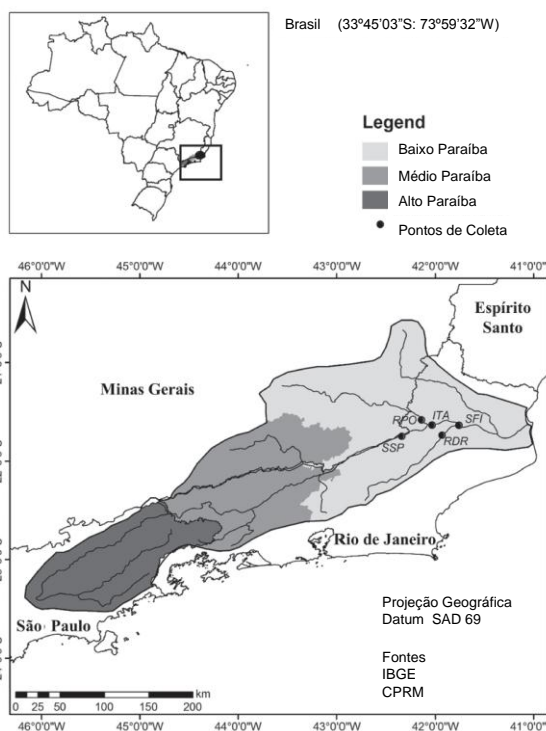 Brasil (33º45'03"S: 73º59'32"W)
Legend
Baixo Paraíba
Médio Paraíba
Alto Paraíba
Pontos de Coleta
46°0'0"W 45°0'0"W 44°0'0"W 43°0'0"W 42°0'0"W 41°0'0"
N
Espírito
Santo
Minas Gerais
RPO ITA SFI
SSP RDR
Rio de Janeiro
São Paulo
Projeção Geográfica
Datum SAD 69
Fontes
IBGE
CPRM
km
0 25 50 100 150 200
46°0'0"W 45°0'0"W 44°0'0"W 43°0'0"W 42°0'0"W 41°0'0"